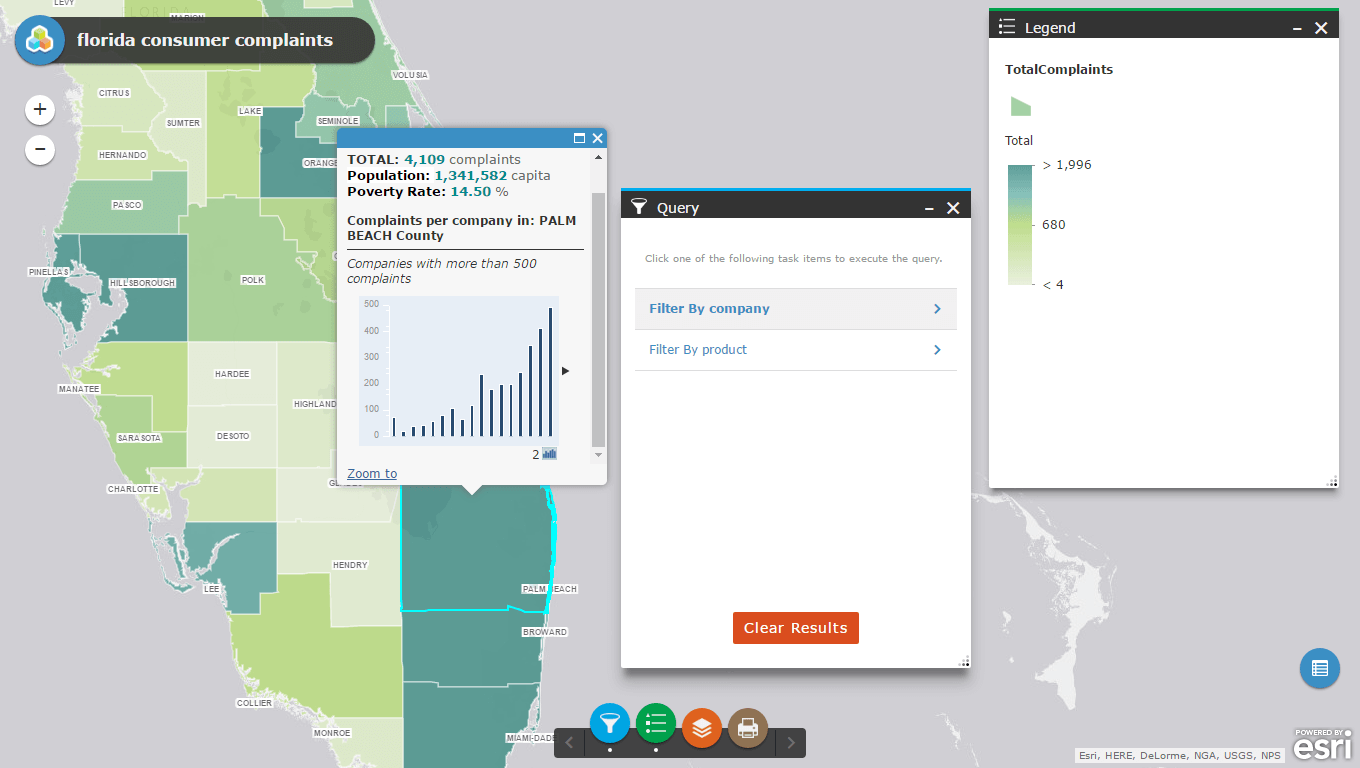 LEVY
FLORIDA
MARION
florida consumer complaints
VOLUSIA
CITRUS
LAKE
SUMTER
SEMINOLE
HERNANDO
ORANGE
PASCO
PINELLAS
HILLSBOROUGH
POLK
HARDEE
MANATEE
HIGHLAND
SARASOTA
DESOTO
CHARLOTTE
HENDRY
LEE
PALM BEACH
BROWARD
COLLIER
MONROE
MIAMI-DADE
+
−
TOTAL: 4,109 complaints
Population: 1,341,582 capita
Poverty Rate: 14.50 %
Complaints per company in: PALM
BEACH County
Companies with more than 500
complaints
500
400
300
200
100
0
2
Zoom to
Query
Click one of the following task items to execute the query.
Filter By company
Filter By product
Clear Results
Legend
TotalComplaints
Total
> 1,996
680
< 4
POWERED BY
esri
Esri, HERE, DeLorme, NGA, USGS, NPS